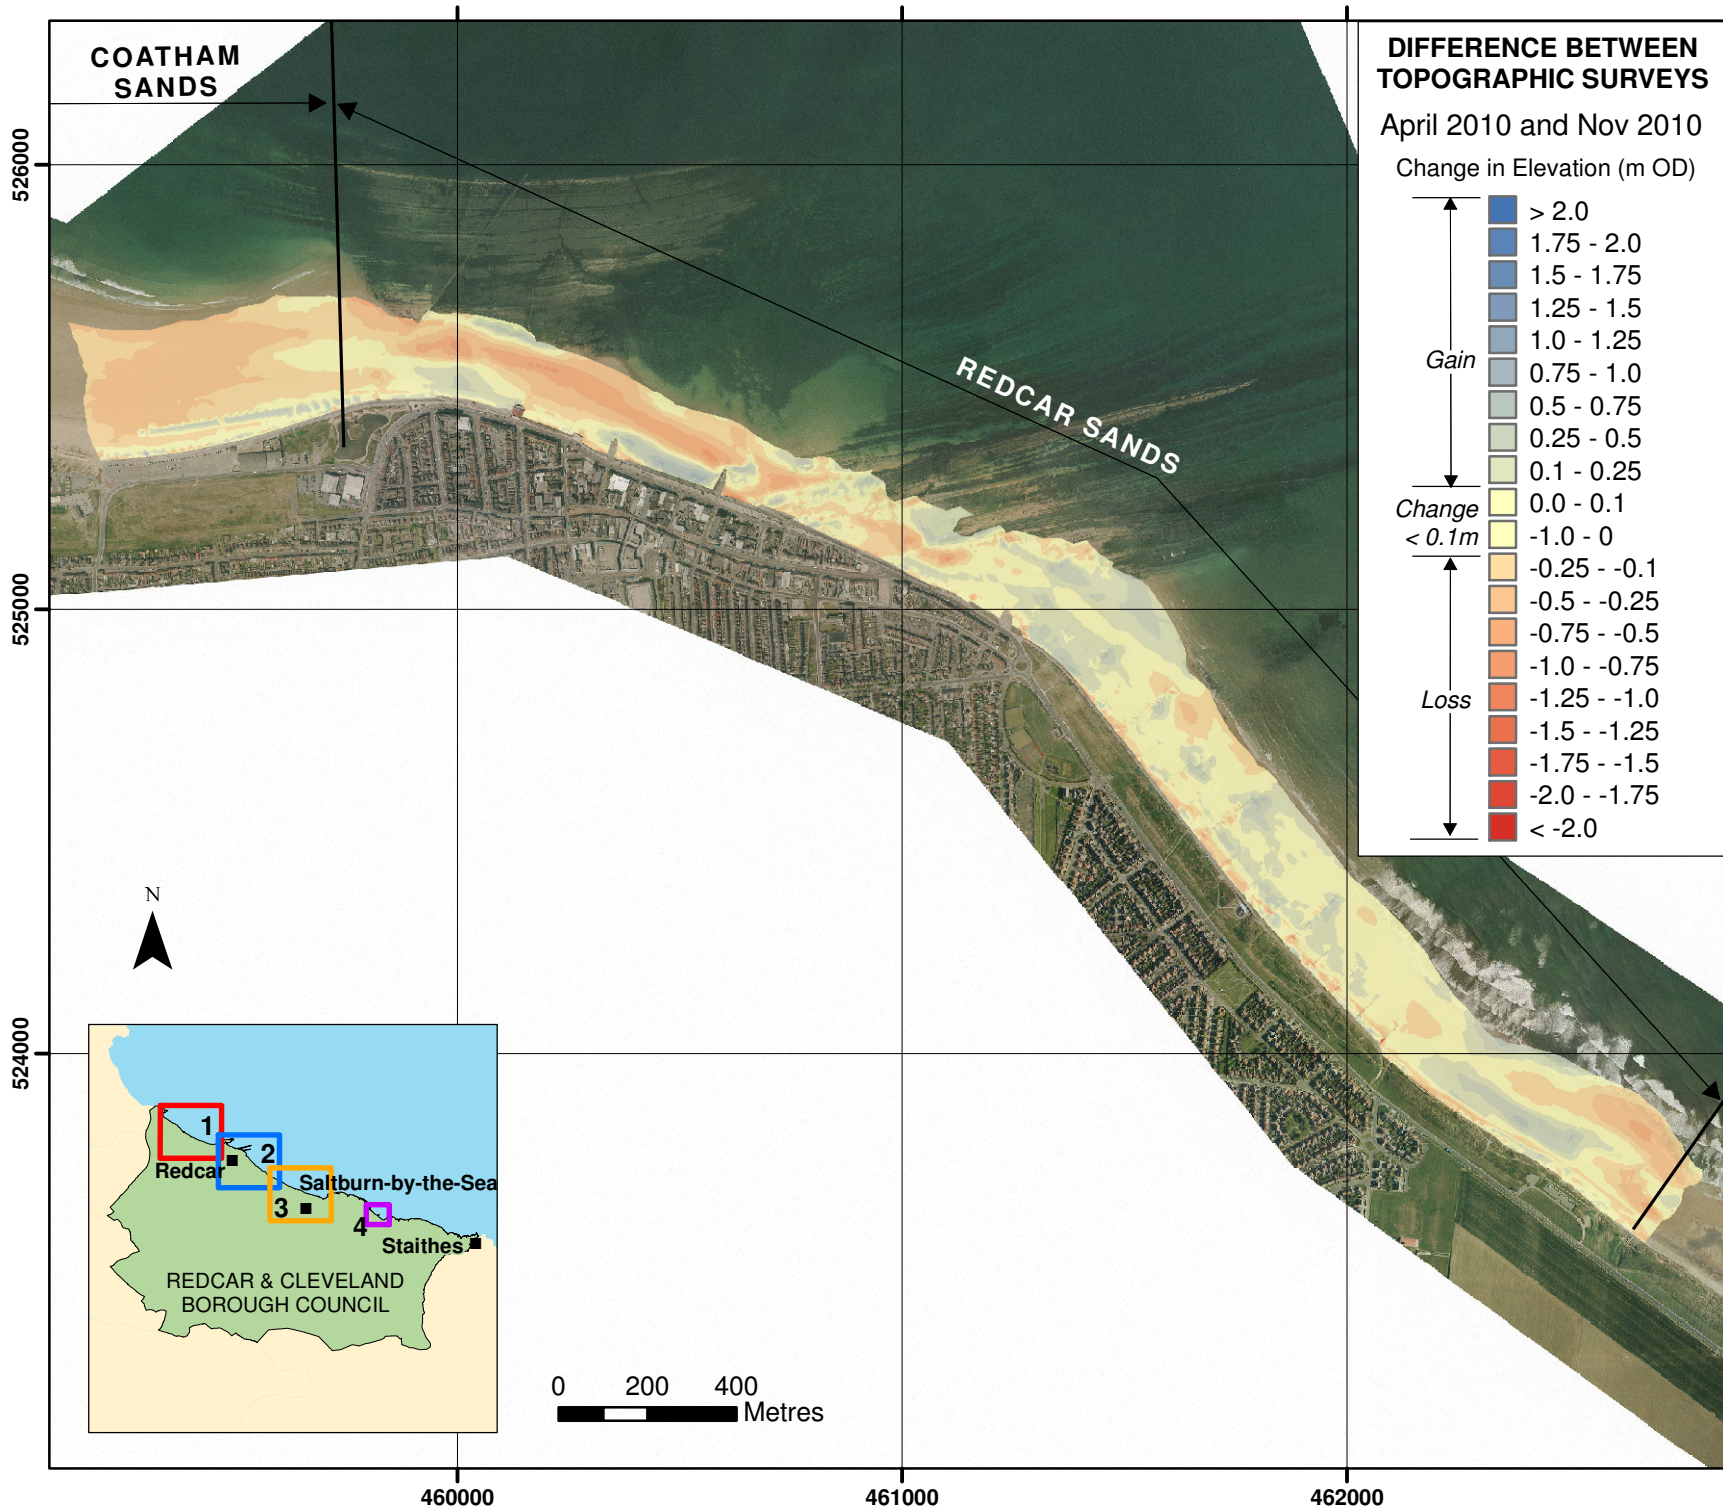 COATHAM
SANDS
REDCAR SANDS
DIFFERENCE BETWEEN
TOPOGRAPHIC SURVEYS
April 2010 and Nov 2010
Change in Elevation (m OD)
Gain
Change
< 0.1m
Loss
> 2.0
1.75 - 2.0
1.5 - 1.75
1.25 - 1.5
1.0 - 1.25
0.75 - 1.0
0.5 - 0.75
0.25 - 0.5
0.1 - 0.25
0.0 - 0.1
-1.0 - 0
-0.25 - -0.1
-0.5 - -0.25
-0.75 - -0.5
-1.0 - -0.75
-1.25 - -1.0
-1.5 - -1.25
-1.75 - -1.5
-2.0 - -1.75
< -2.0
526000
525000
524000
N
1
2
Redcar
Saltburn-by-the-Sea
3
4
Staithes
REDCAR & CLEVELAND
BOROUGH COUNCIL
0 200 400
Metres
460000 461000 462000